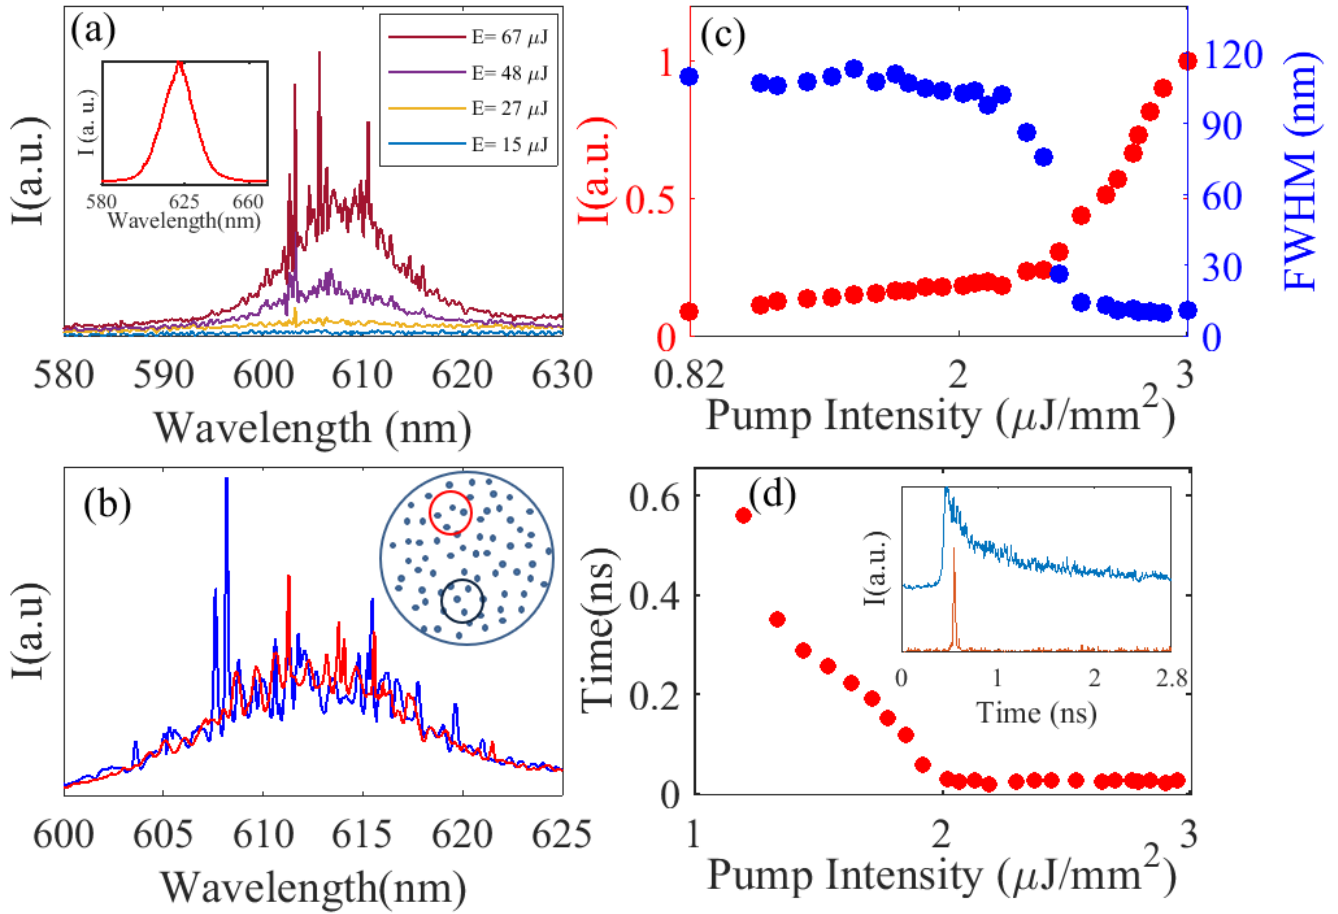 (a)
E= 67 μJ
E= 48 μJ
E= 27 μJ
E= 15 μJ
I (a. u.)
580 625 660
Wavelength(nm)
I(a.u.)
580 590 600 610 620 630
Wavelength (nm)
(c)
1
0.5
0
I(a.u.)
120
90
60
30
0
FWHM (nm)
0.82 2 3
Pump Intensity (μJ/mm²)
(b)
I(a.u)
600 605 610 615 620 625
Wavelength(nm)
(d)
0.6
0.4
0.2
0
Time(ns)
I(a.u.)
0 1 2 2.8
Time (ns)
1 2 3
Pump Intensity (μJ/mm²)